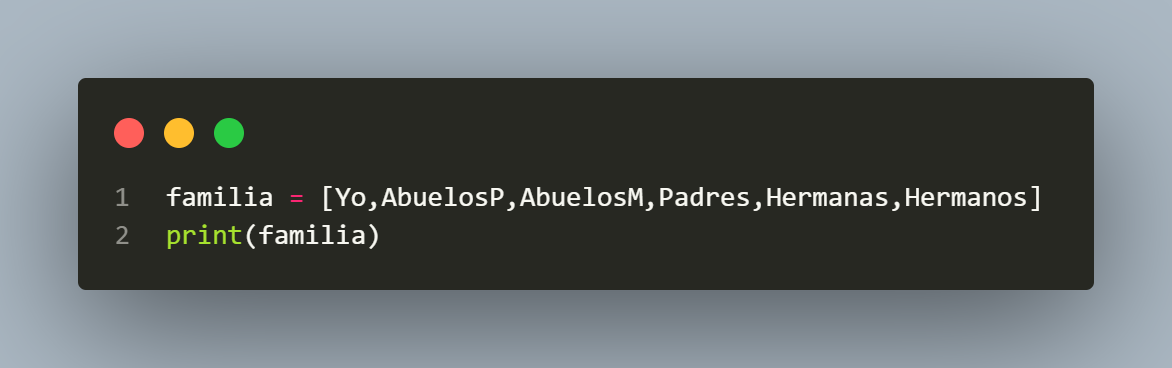 1 familia = [Yo,AbuelosP,AbuelosM,Padres,Hermanas,Hermanos]
2 print(familia)